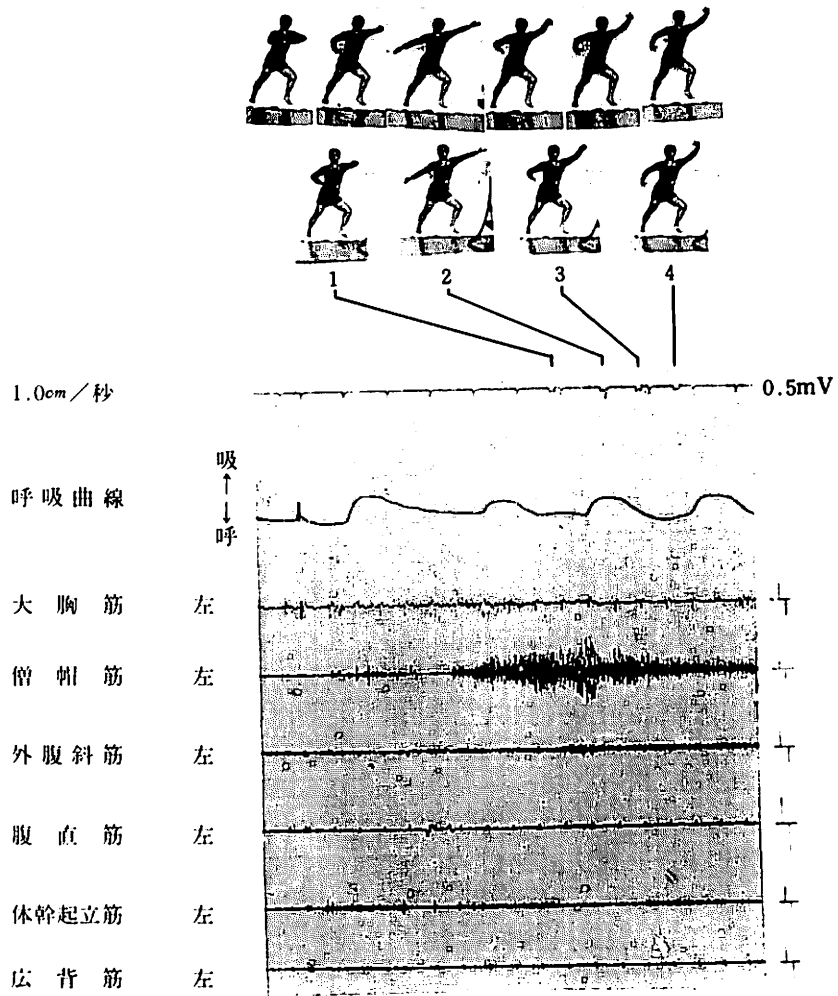 1 2 3 4
1.0cm/秒 0.5mV
吸
呼吸曲線
呼
大胸筋 左
僧帽筋 左
外腹斜筋 左
腹直筋 左
体幹起立筋 左
広背筋 左